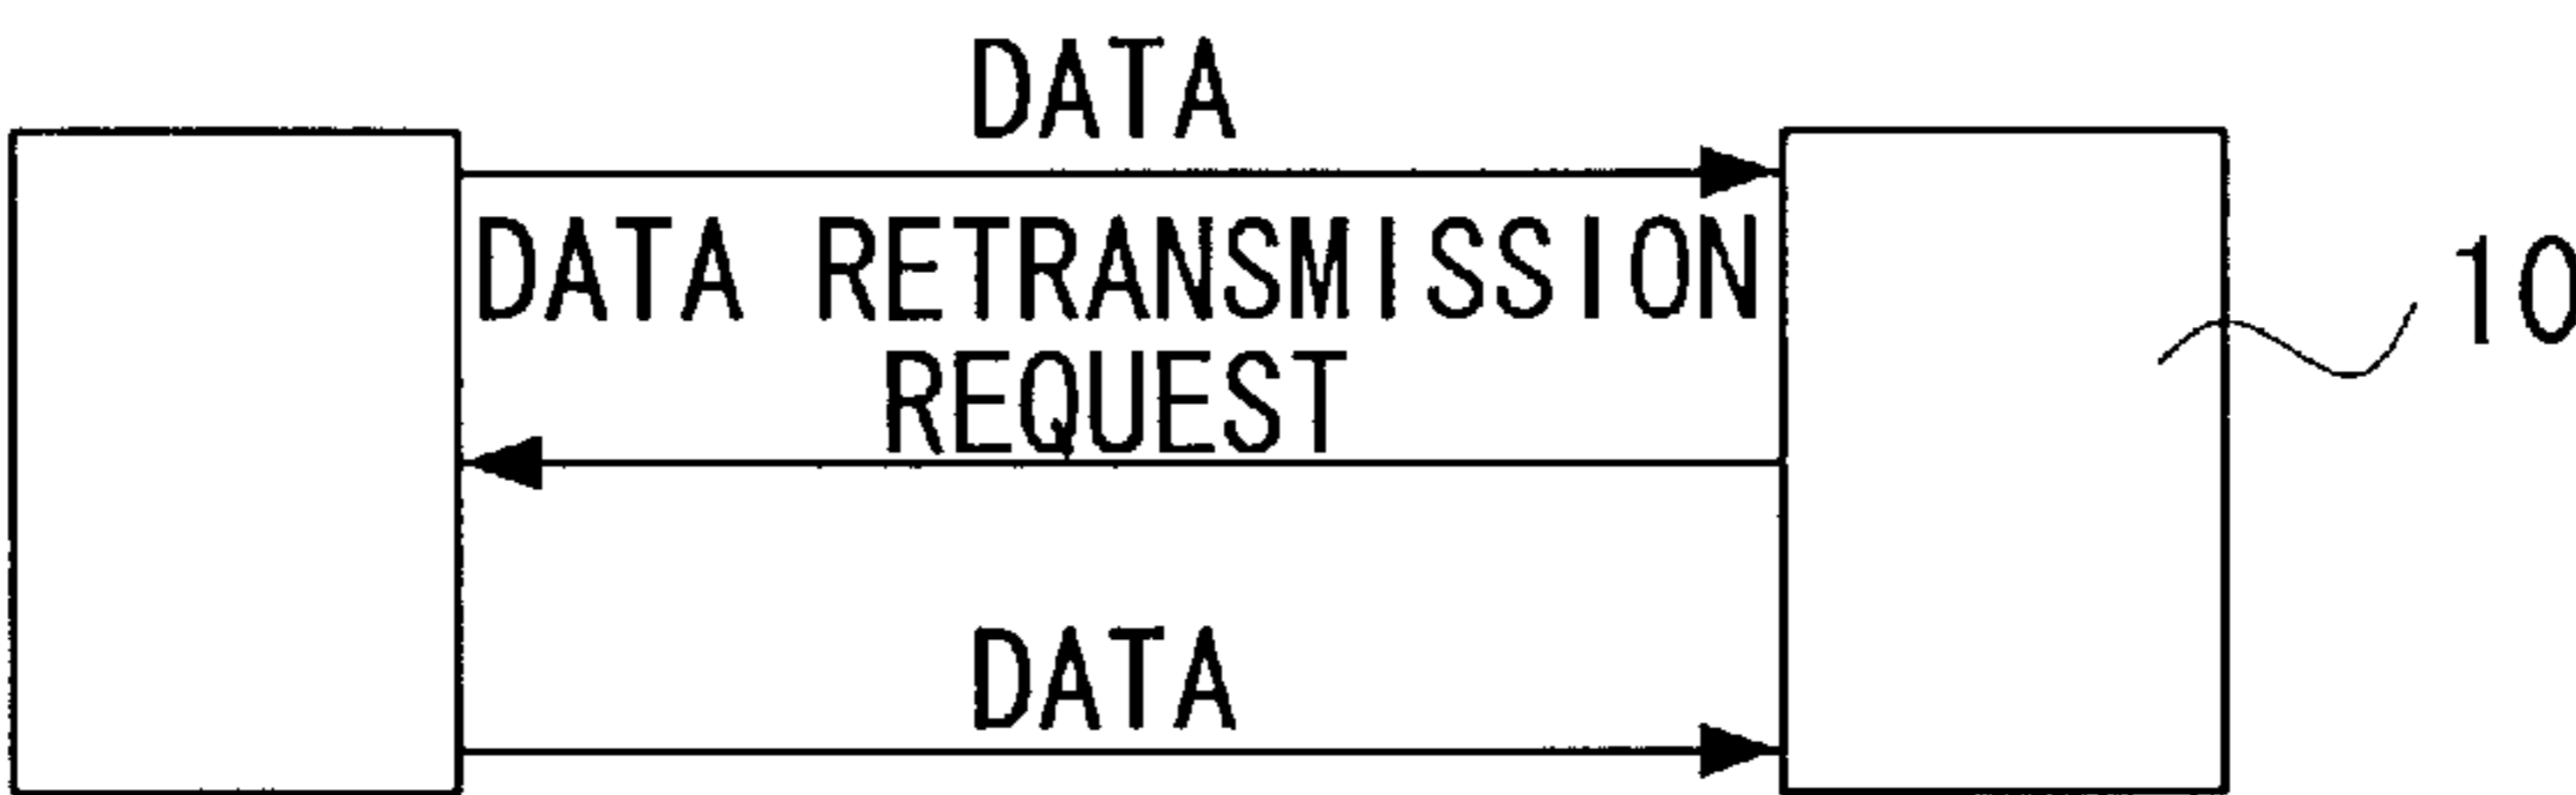 DATA
DATA RETRANSMISSION
REQUEST
10
DATA